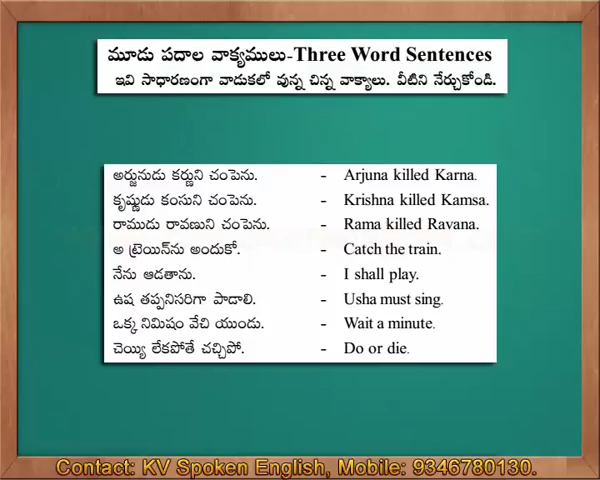 మూడు పదాల వాక్యములు-Three Word Sentences
ఇవి సాధారణంగా వాడుకలో వున్న చిన్న వాక్యాలు. వీటిని నేర్చుకోండి.
అర్జునుడు కర్ణుని చంపెను. - Arjuna killed Karna.
కృష్ణుడు కంసుని చంపెను. - Krishna killed Kamsa.
రాముడు రావణుని చంపెను. - Rama killed Ravana.
అ ట్రెయిన్‌ను అందుకో. - Catch the train.
నేను ఆడతాను. - I shall play.
ఉష తప్పనిసరిగా పాడాలి. - Usha must sing.
ఒక్క నిమిషం వేచి యుండు. - Wait a minute.
చెయ్యి లేకపోతే చచ్చిపో. - Do or die.
Contact: KV Spoken English, Mobile: 9346780130.